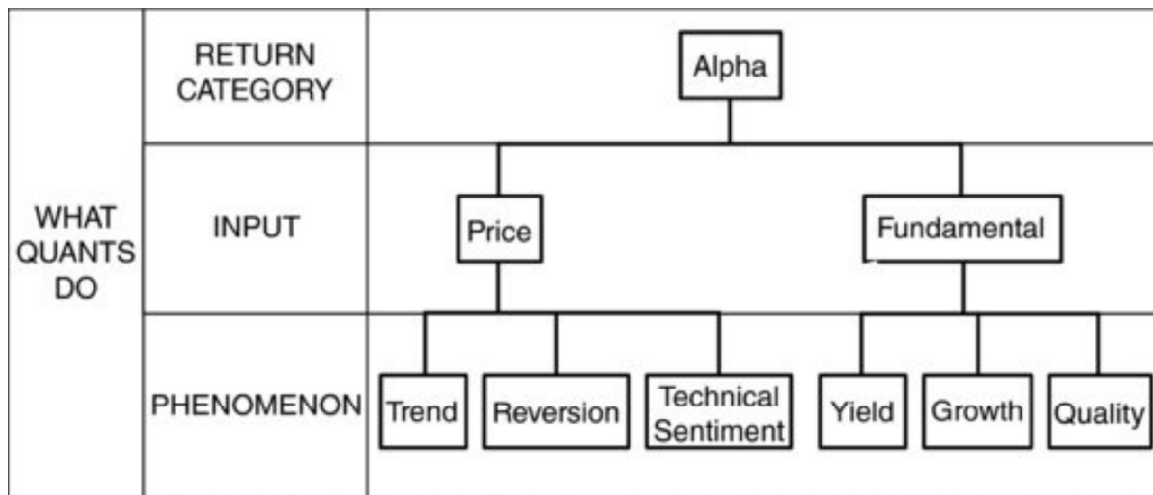 WHAT
QUANTS
DO
RETURN
CATEGORY
Alpha
INPUT
Price
Fundamental
PHENOMENON
Trend
Reversion
Technical
Sentiment
Yield
Growth
Quality